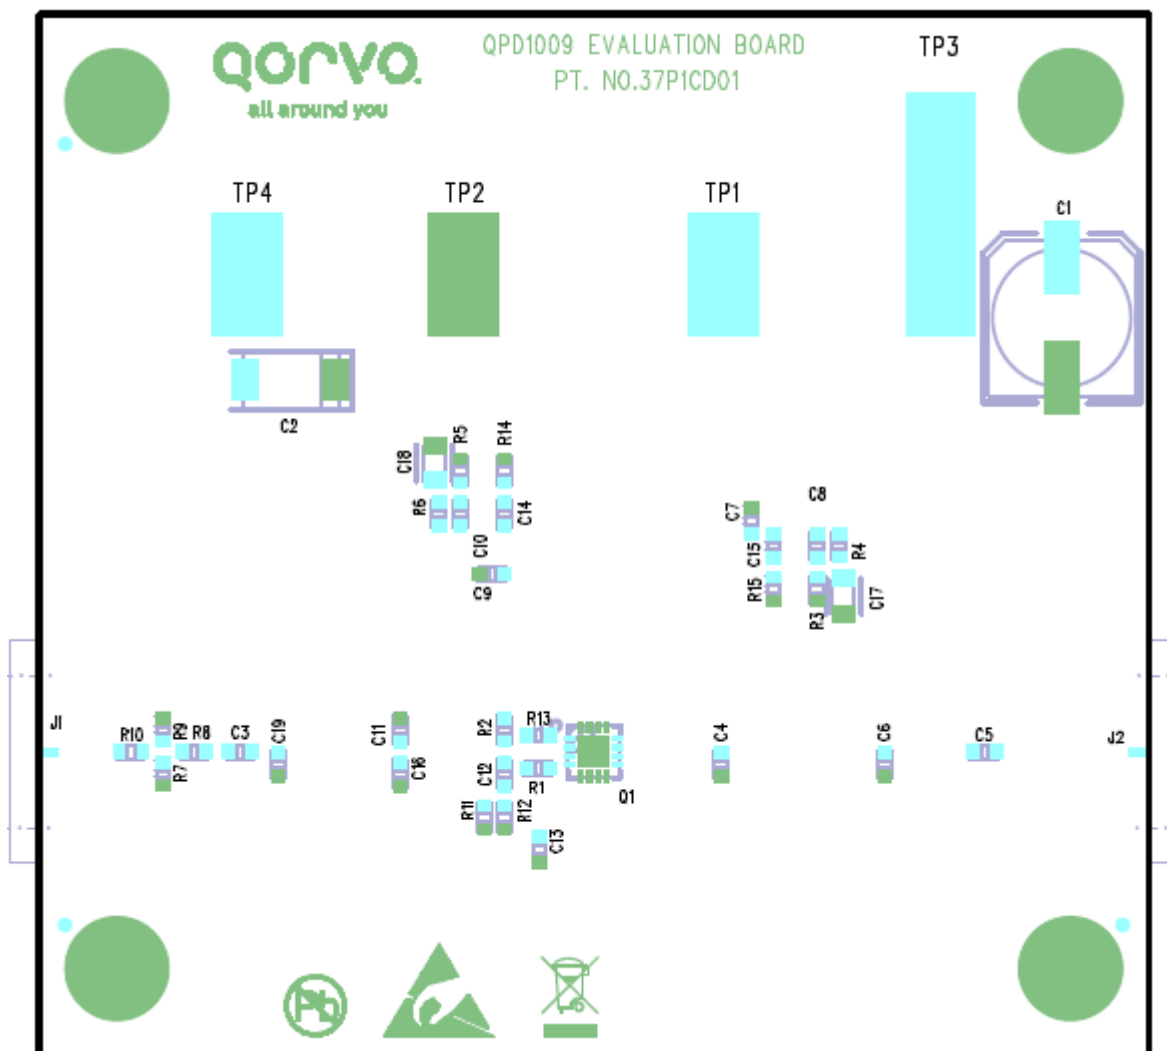 QORVO.
all around you
QPD1009 EVALUATION BOARD
PT. NO.37P1CD01
TP3
TP4
TP2
TP1
C1
C2
C18
R5
R14
R6
C14
C10
C9
C7
C8
C15
R4
R15
R3
C17
J1
R10
R9
R8
R7
C3
C19
C11
C16
R2
R13
C12
R1
Q1
R11
R12
C13
C4
C6
C5
J2
Pb